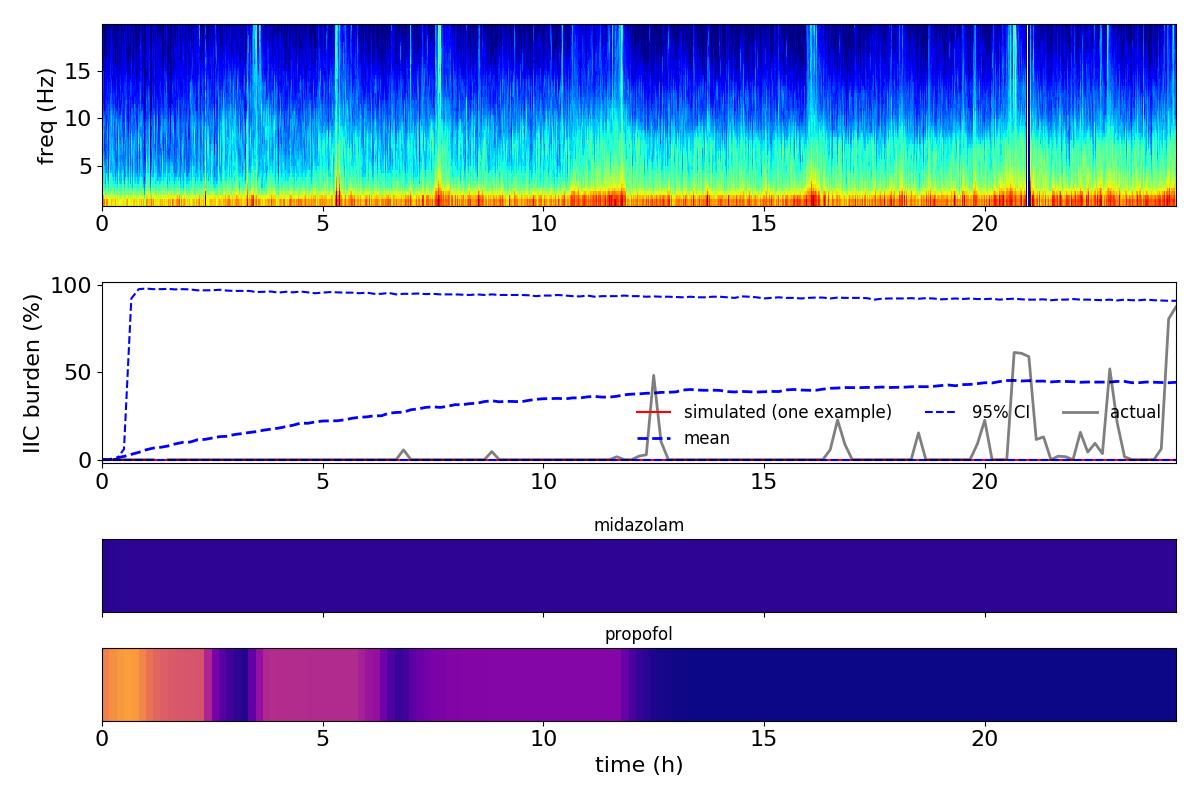 freq (Hz)
15
10
5
0 5 10 15 20
IIC burden (%)
100
50
0
simulated (one example) 95% CI actual
mean
0 5 10 15 20
midazolam
propofol
0 5 10 15 20
time (h)